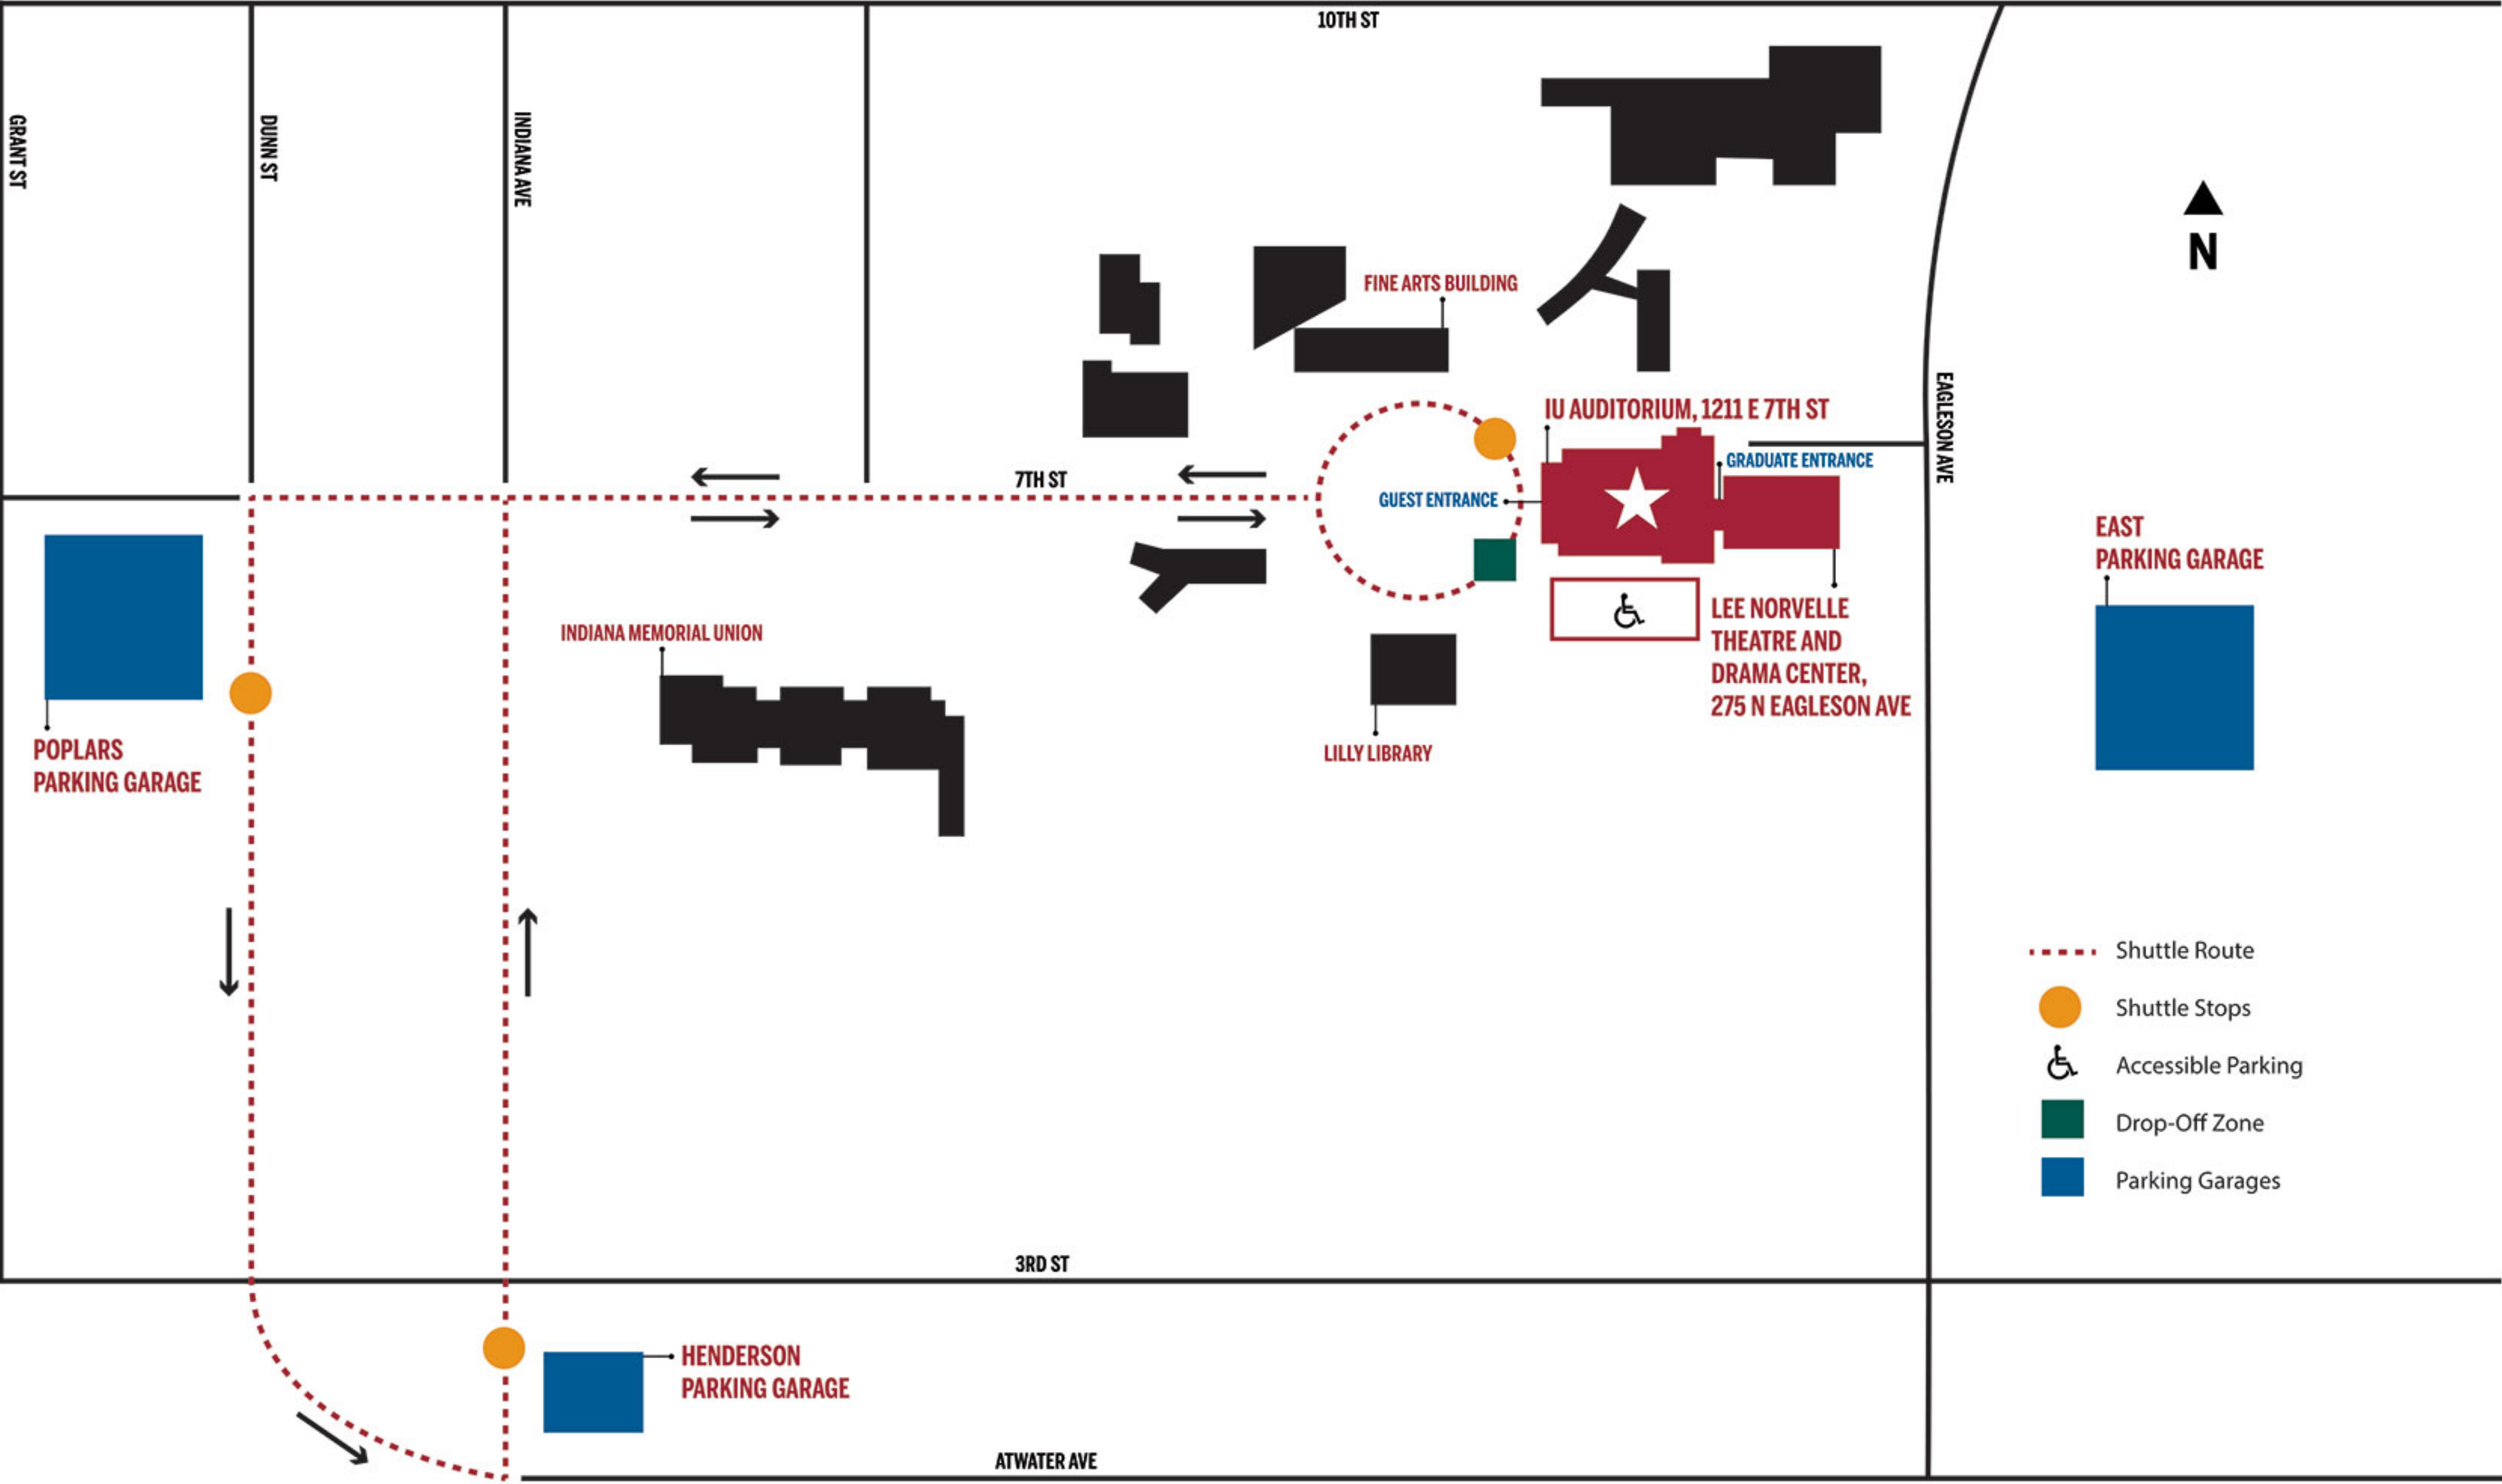 10TH ST
GRANT ST
DUNN ST
INDIANA AVE
N
FINE ARTS BUILDING
IU AUDITORIUM, 1211 E 7TH ST
EAGLESON AVE
GRADUATE ENTRANCE
7TH ST
GUEST ENTRANCE
EAST
PARKING GARAGE
LEE NORVELLE
THEATRE AND
DRAMA CENTER,
275 N EAGLESON AVE
INDIANA MEMORIAL UNION
POPLARS
PARKING GARAGE
LILLY LIBRARY
Shuttle Route
Shuttle Stops
Accessible Parking
Drop-Off Zone
Parking Garages
3RD ST
HENDERSON
PARKING GARAGE
ATWATER AVE